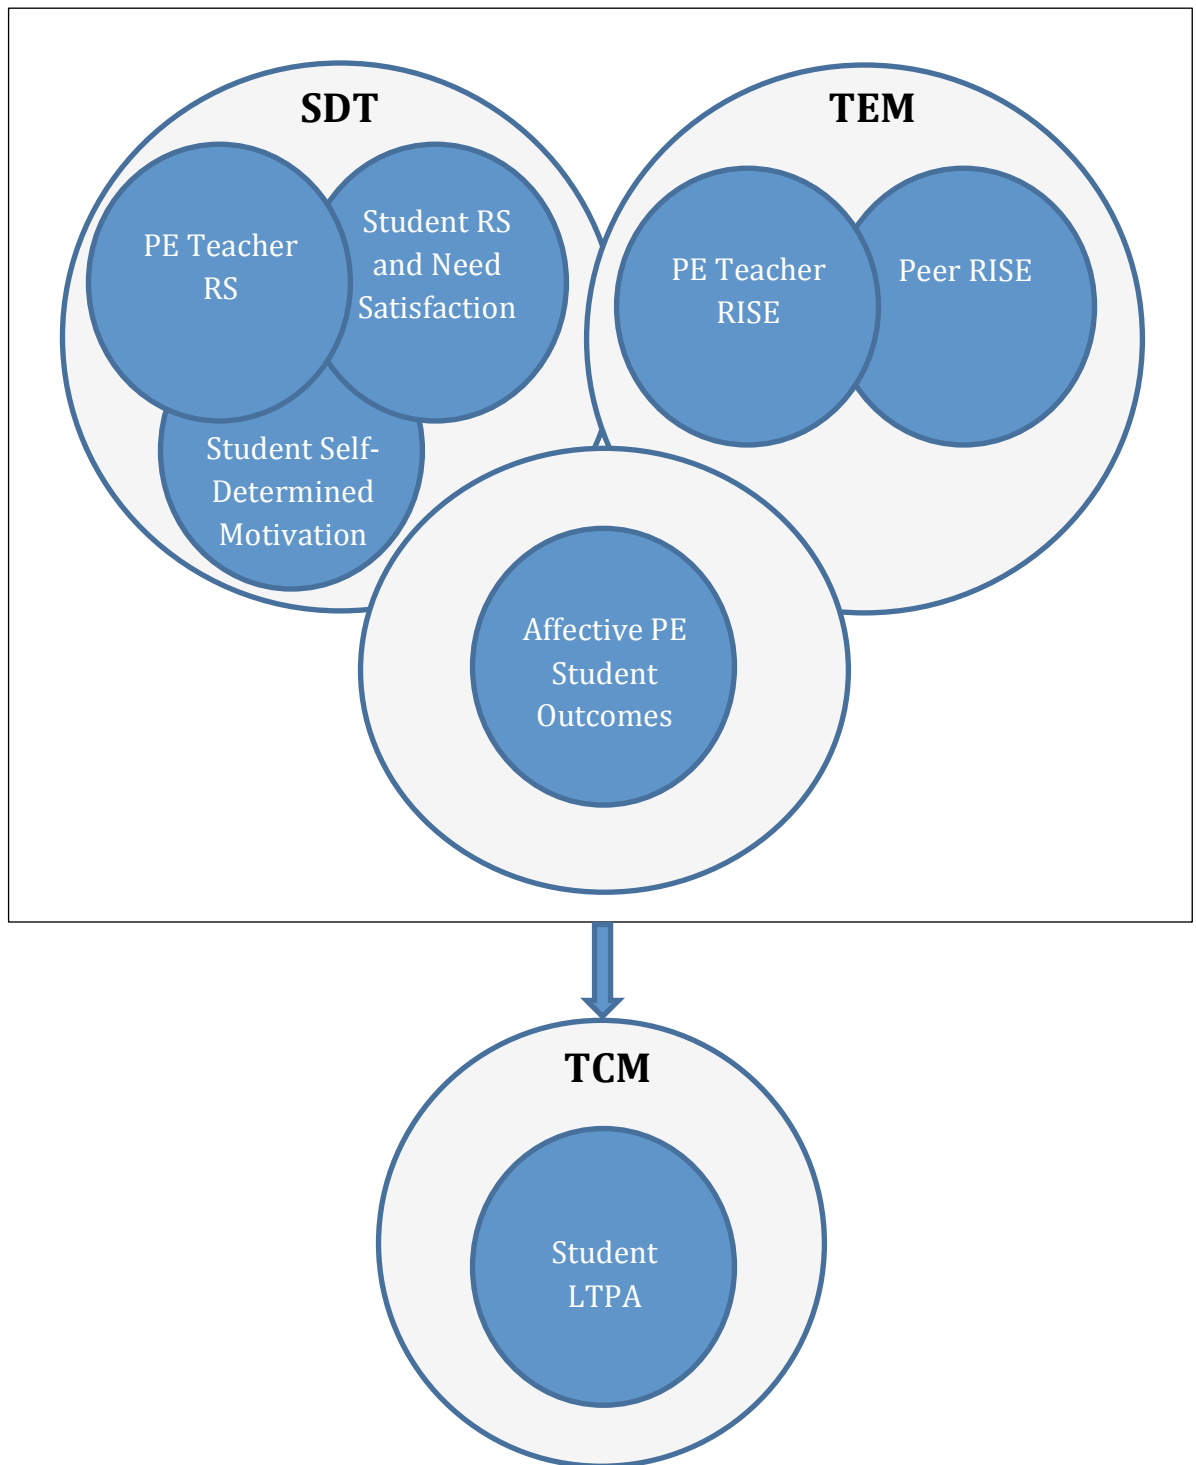 SDT
PE Teacher
RS
Student RS
and Need
Satisfaction
Student Self-
Determined
Motivation
TEM
PE Teacher
RISE
Peer RISE
Affective PE
Student
Outcomes
TCM
Student
LTPA